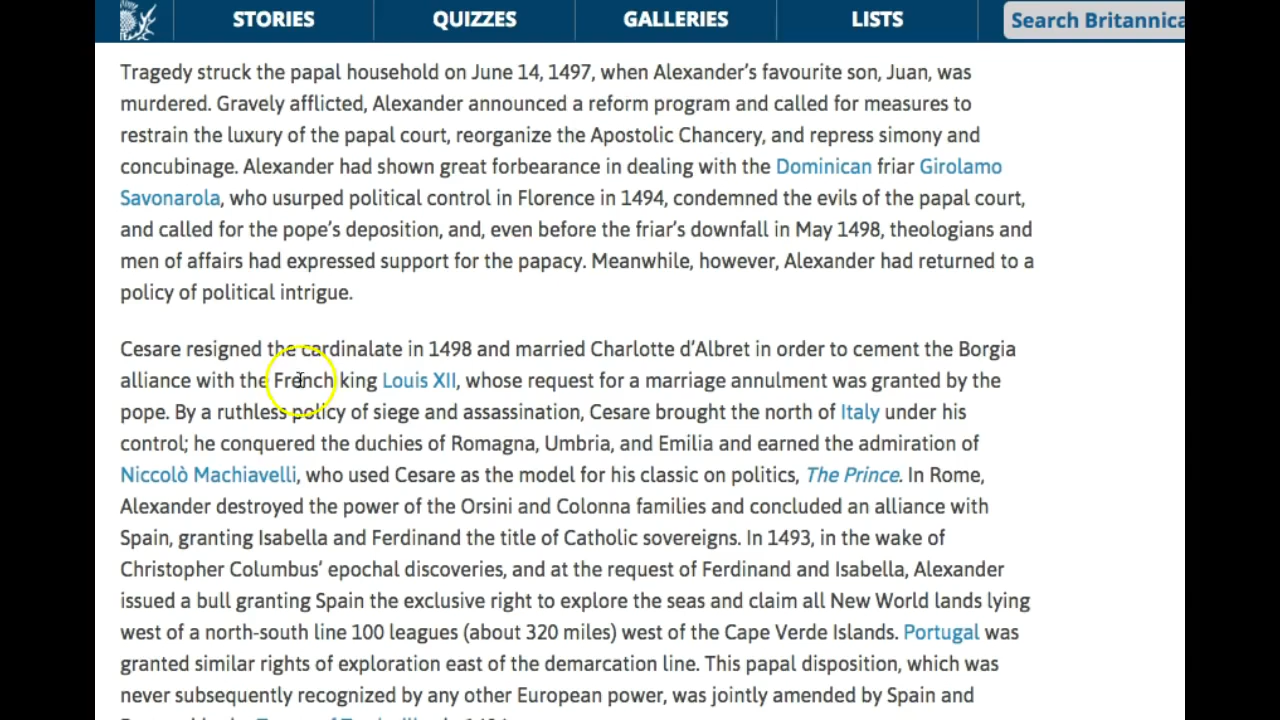 STORIES QUIZZES GALLERIES LISTS Search Britannica
Tragedy struck the papal household on June 14, 1497, when Alexander’s favourite son, Juan, was
murdered. Gravely afflicted, Alexander announced a reform program and called for measures to
restrain the luxury of the papal court, reorganize the Apostolic Chancery, and repress simony and
concubinage. Alexander had shown great forbearance in dealing with the Dominican friar Girolamo
Savonarola, who usurped political control in Florence in 1494, condemned the evils of the papal court,
and called for the pope’s deposition, and, even before the friar’s downfall in May 1498, theologians and
men of affairs had expressed support for the papacy. Meanwhile, however, Alexander had returned to a
policy of political intrigue.
Cesare resigned the cardinalate in 1498 and married Charlotte d’Albret in order to cement the Borgia
alliance with the French king Louis XII, whose request for a marriage annulment was granted by the
pope. By a ruthless policy of siege and assassination, Cesare brought the north of Italy under his
control; he conquered the duchies of Romagna, Umbria, and Emilia and earned the admiration of
Niccolò Machiavelli, who used Cesare as the model for his classic on politics, The Prince. In Rome,
Alexander destroyed the power of the Orsini and Colonna families and concluded an alliance with
Spain, granting Isabella and Ferdinand the title of Catholic sovereigns. In 1493, in the wake of
Christopher Columbus’ epochal discoveries, and at the request of Ferdinand and Isabella, Alexander
issued a bull granting Spain the exclusive right to explore the seas and claim all New World lands lying
west of a north-south line 100 leagues (about 320 miles) west of the Cape Verde Islands. Portugal was
granted similar rights of exploration east of the demarcation line. This papal disposition, which was
never subsequently recognized by any other European power, was jointly amended by Spain and